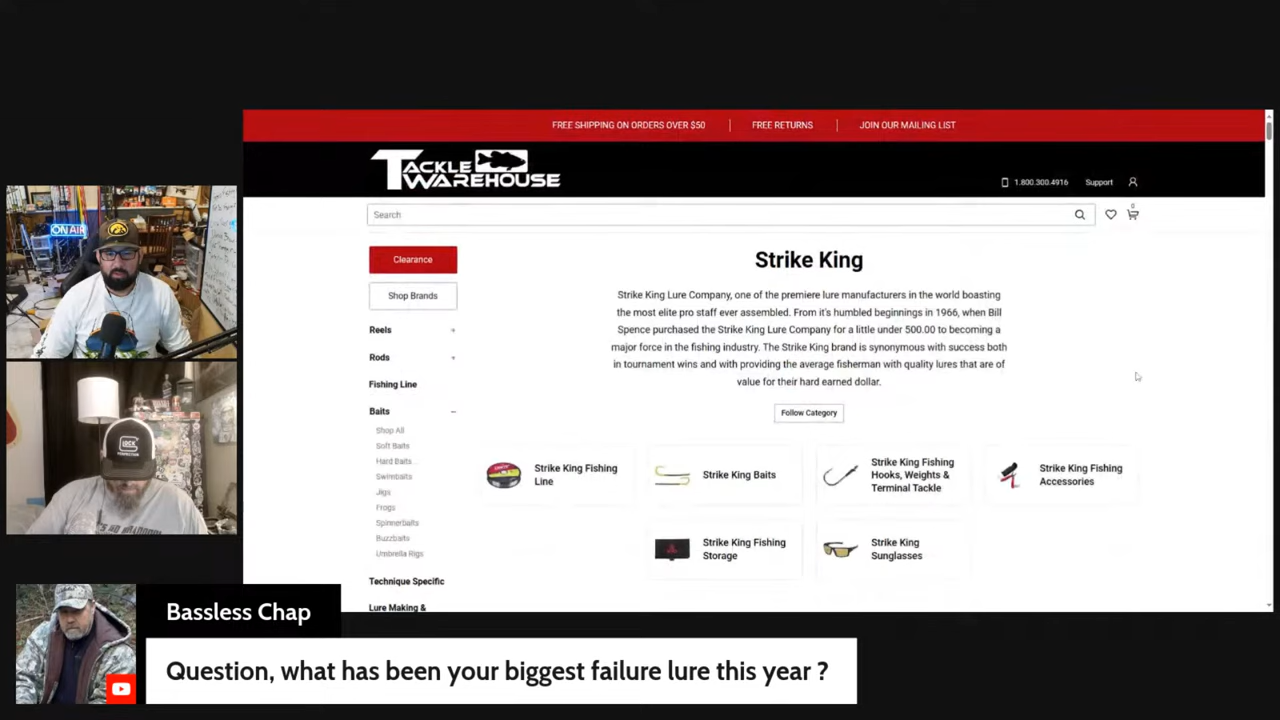 FREE SHIPPING ON ORDERS OVER $50
FREE RETURNS
JOIN OUR MAILING LIST
TACKLE
WAREHOUSE
1.800.300.4916
Support
0
Search
Clearance
Shop Brands
Reels
Rods
Fishing Line
Baits
Shop All
Soft Baits
Hard Baits
Swimbaits
Jigs
Frogs
Spinnerbaits
Buzzbaits
Umbrella Rigs
Technique Specific
Lure Making &
Strike King
Strike King Lure Company, one of the premiere lure manufacturers in the world boasting
the most elite pro staff ever assembled. From it's humbled beginnings in 1966, when Bill
Spence purchased the Strike King Lure Company for a little under 500.00 to becoming a
major force in the fishing industry. The Strike King brand is synonymous with success both
in tournament wins and with providing the average fisherman with quality lures that are of
value for their hard earned dollar.
Follow Category
Strike King Fishing
Line
Strike King Baits
Strike King Fishing
Hooks, Weights &
Terminal Tackle
Strike King Fishing
Accessories
Strike King Fishing
Storage
Strike King
Sunglasses
ON AIR
GLOCK
PERFECTION
Bassless Chap
Question, what has been your biggest failure lure this year ?